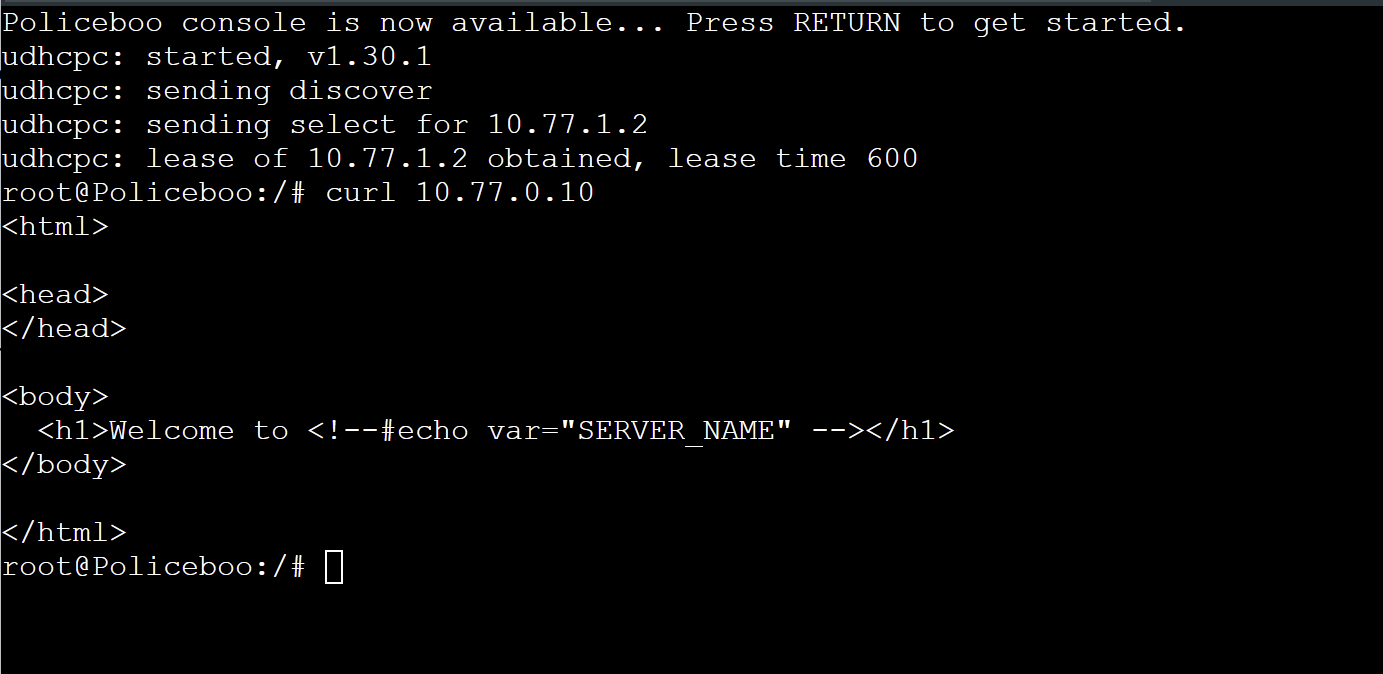 Policeboo console is now available... Press RETURN to get started.
udhcpc: started, v1.30.1
udhcpc: sending discover
udhcpc: sending select for 10.77.1.2
udhcpc: lease of 10.77.1.2 obtained, lease time 600
root@Policeboo:/# curl 10.77.0.10
<html>
<head>
</head>
<body>
  <h1>Welcome to <!--#echo var="SERVER_NAME" --></h1>
</body>
</html>
root@Policeboo:/#